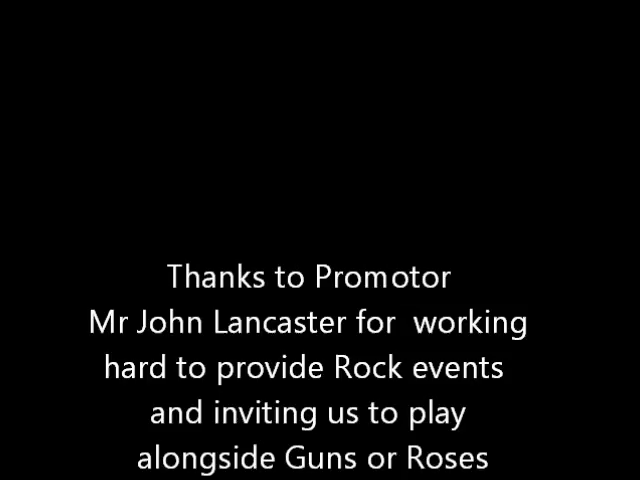 Thanks to Promotor
Mr John Lancaster for  working
hard to provide Rock events
and inviting us to play
alongside Guns or Roses